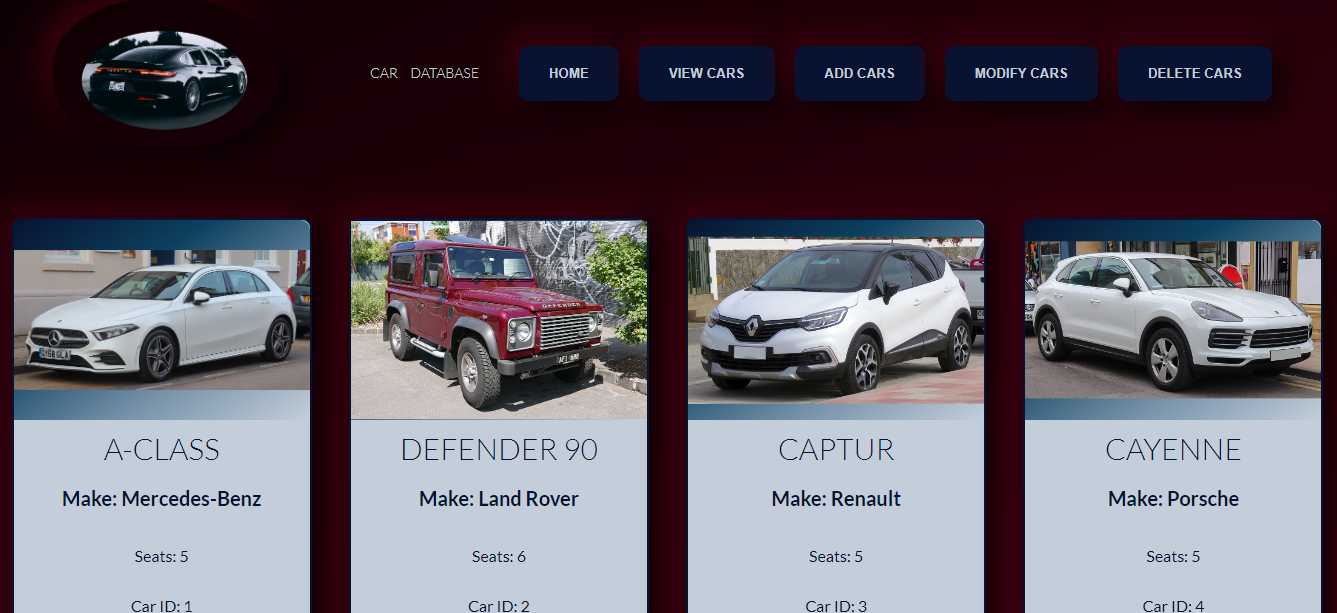 CAR DATABASE
HOME
VIEW CARS
ADD CARS
MODIFY CARS
DELETE CARS
DEFENDER
A-CLASS
Make: Mercedes-Benz
Seats: 5
Car ID: 1
DEFENDER 90
Make: Land Rover
Seats: 6
Car ID: 2
CAPTUR
Make: Renault
Seats: 5
Car ID: 3
CAYENNE
Make: Porsche
Seats: 5
Car ID: 4